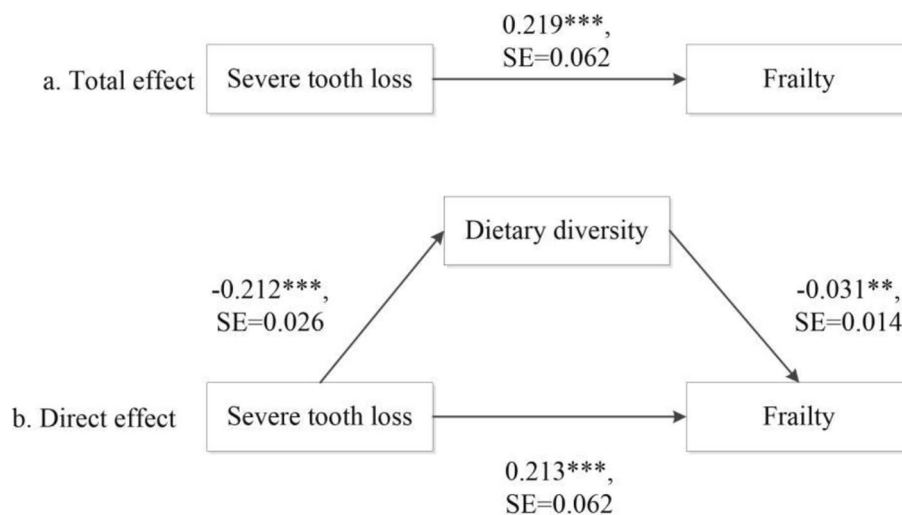 0.219***,
SE=0.062
a. Total effect
Severe tooth loss
Frailty
Dietary diversity
-0.212***,
SE=0.026
-0.031**,
SE=0.014
b. Direct effect
Severe tooth loss
Frailty
0.213***,
SE=0.062